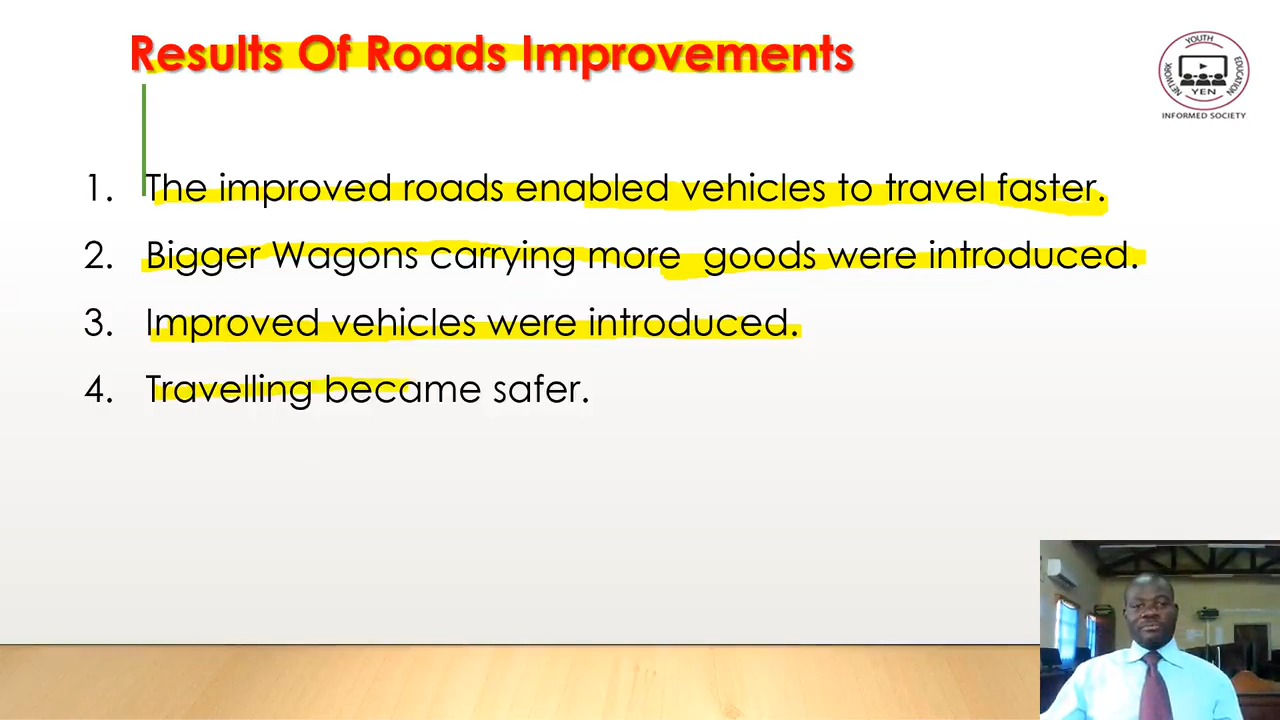 Results Of Roads Improvements
YOUTH
NETWORK
EDUCATION
YEN
INFORMED SOCIETY
1. The improved roads enabled vehicles to travel faster.
2. Bigger Wagons carrying more goods were introduced.
3. Improved vehicles were introduced.
4. Travelling became safer.